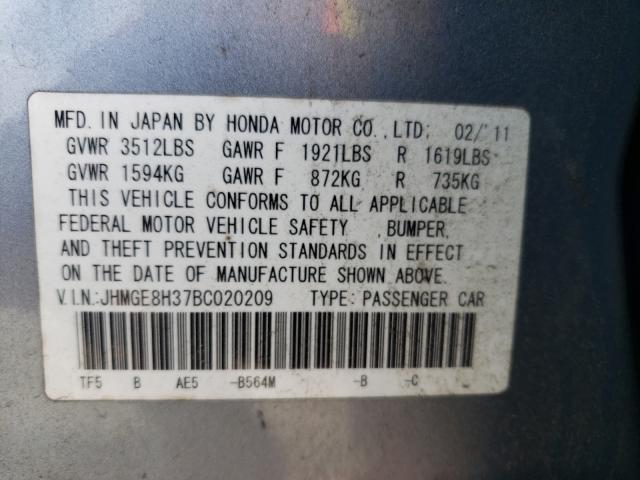 MFD. IN JAPAN BY HONDA MOTOR CO.,LTD. 02/'11
GVWR 3512LBS GAWR F 1921LBS R 1619LBS
GVWR 1594KG GAWR F 872KG R 735KG
THIS VEHICLE CONFORMS TO ALL APPLICABLE
FEDERAL MOTOR VEHICLE SAFETY ,BUMPER,
AND THEFT PREVENTION STANDARDS IN EFFECT
ON THE DATE OF MANUFACTURE SHOWN ABOVE.
V.I.N.:JHMGE8H37BC020209 TYPE: PASSENGER CAR
TF5 B AE5 -B564M -B -C